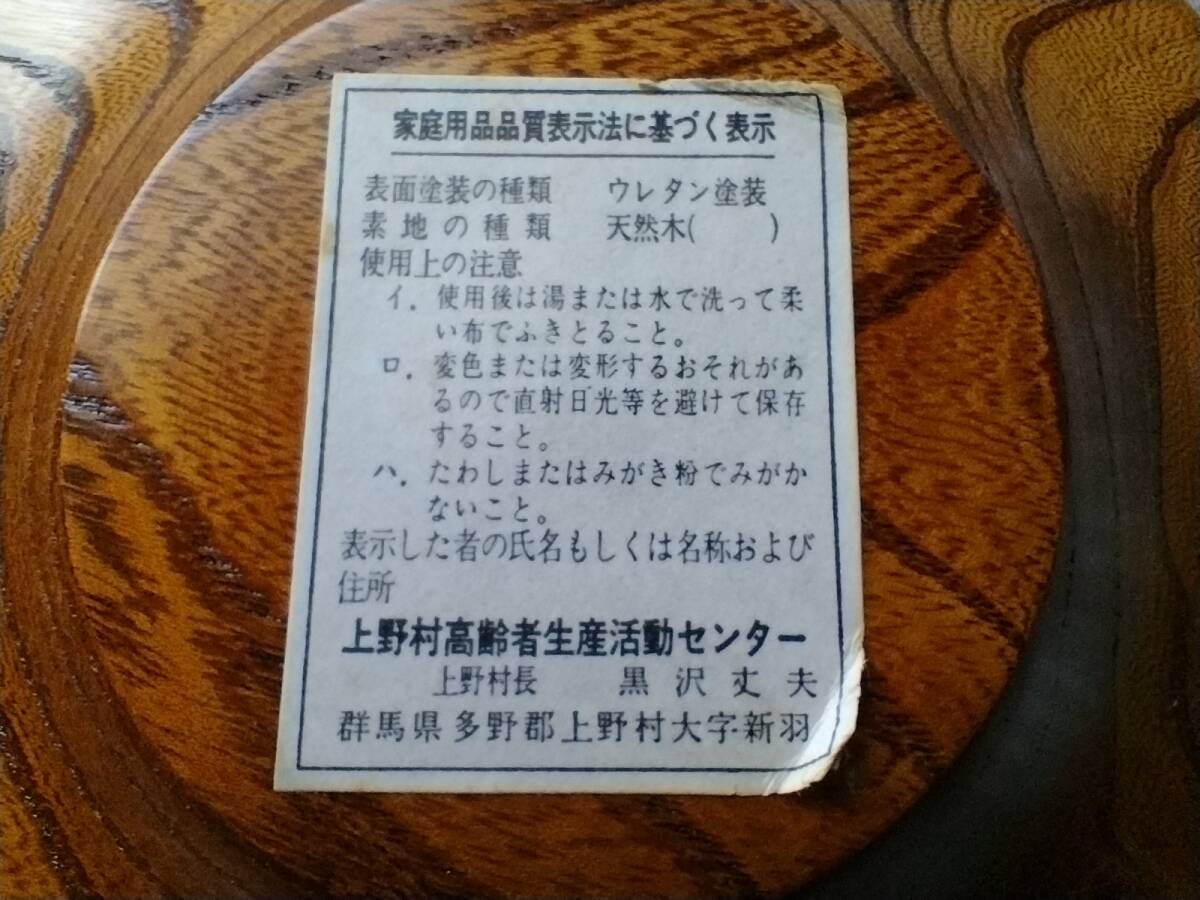 家庭用品品質表示法に基づく表示
表面塗装の種類 ウレタン塗装
素地の種類 天然木( )
使用上の注意
イ. 使用後は湯または水で洗って柔
い布でふきとること。
ロ. 変色または変形するおそれがあ
るので直射日光等を避けて保存
すること。
ハ. たわしまたはみがき粉でみがか
ないこと。
表示した者の氏名もしくは名称および
住所
上野村高齢者生産活動センター
上野村長 黒沢丈夫
群馬県多野郡上野村大字新羽